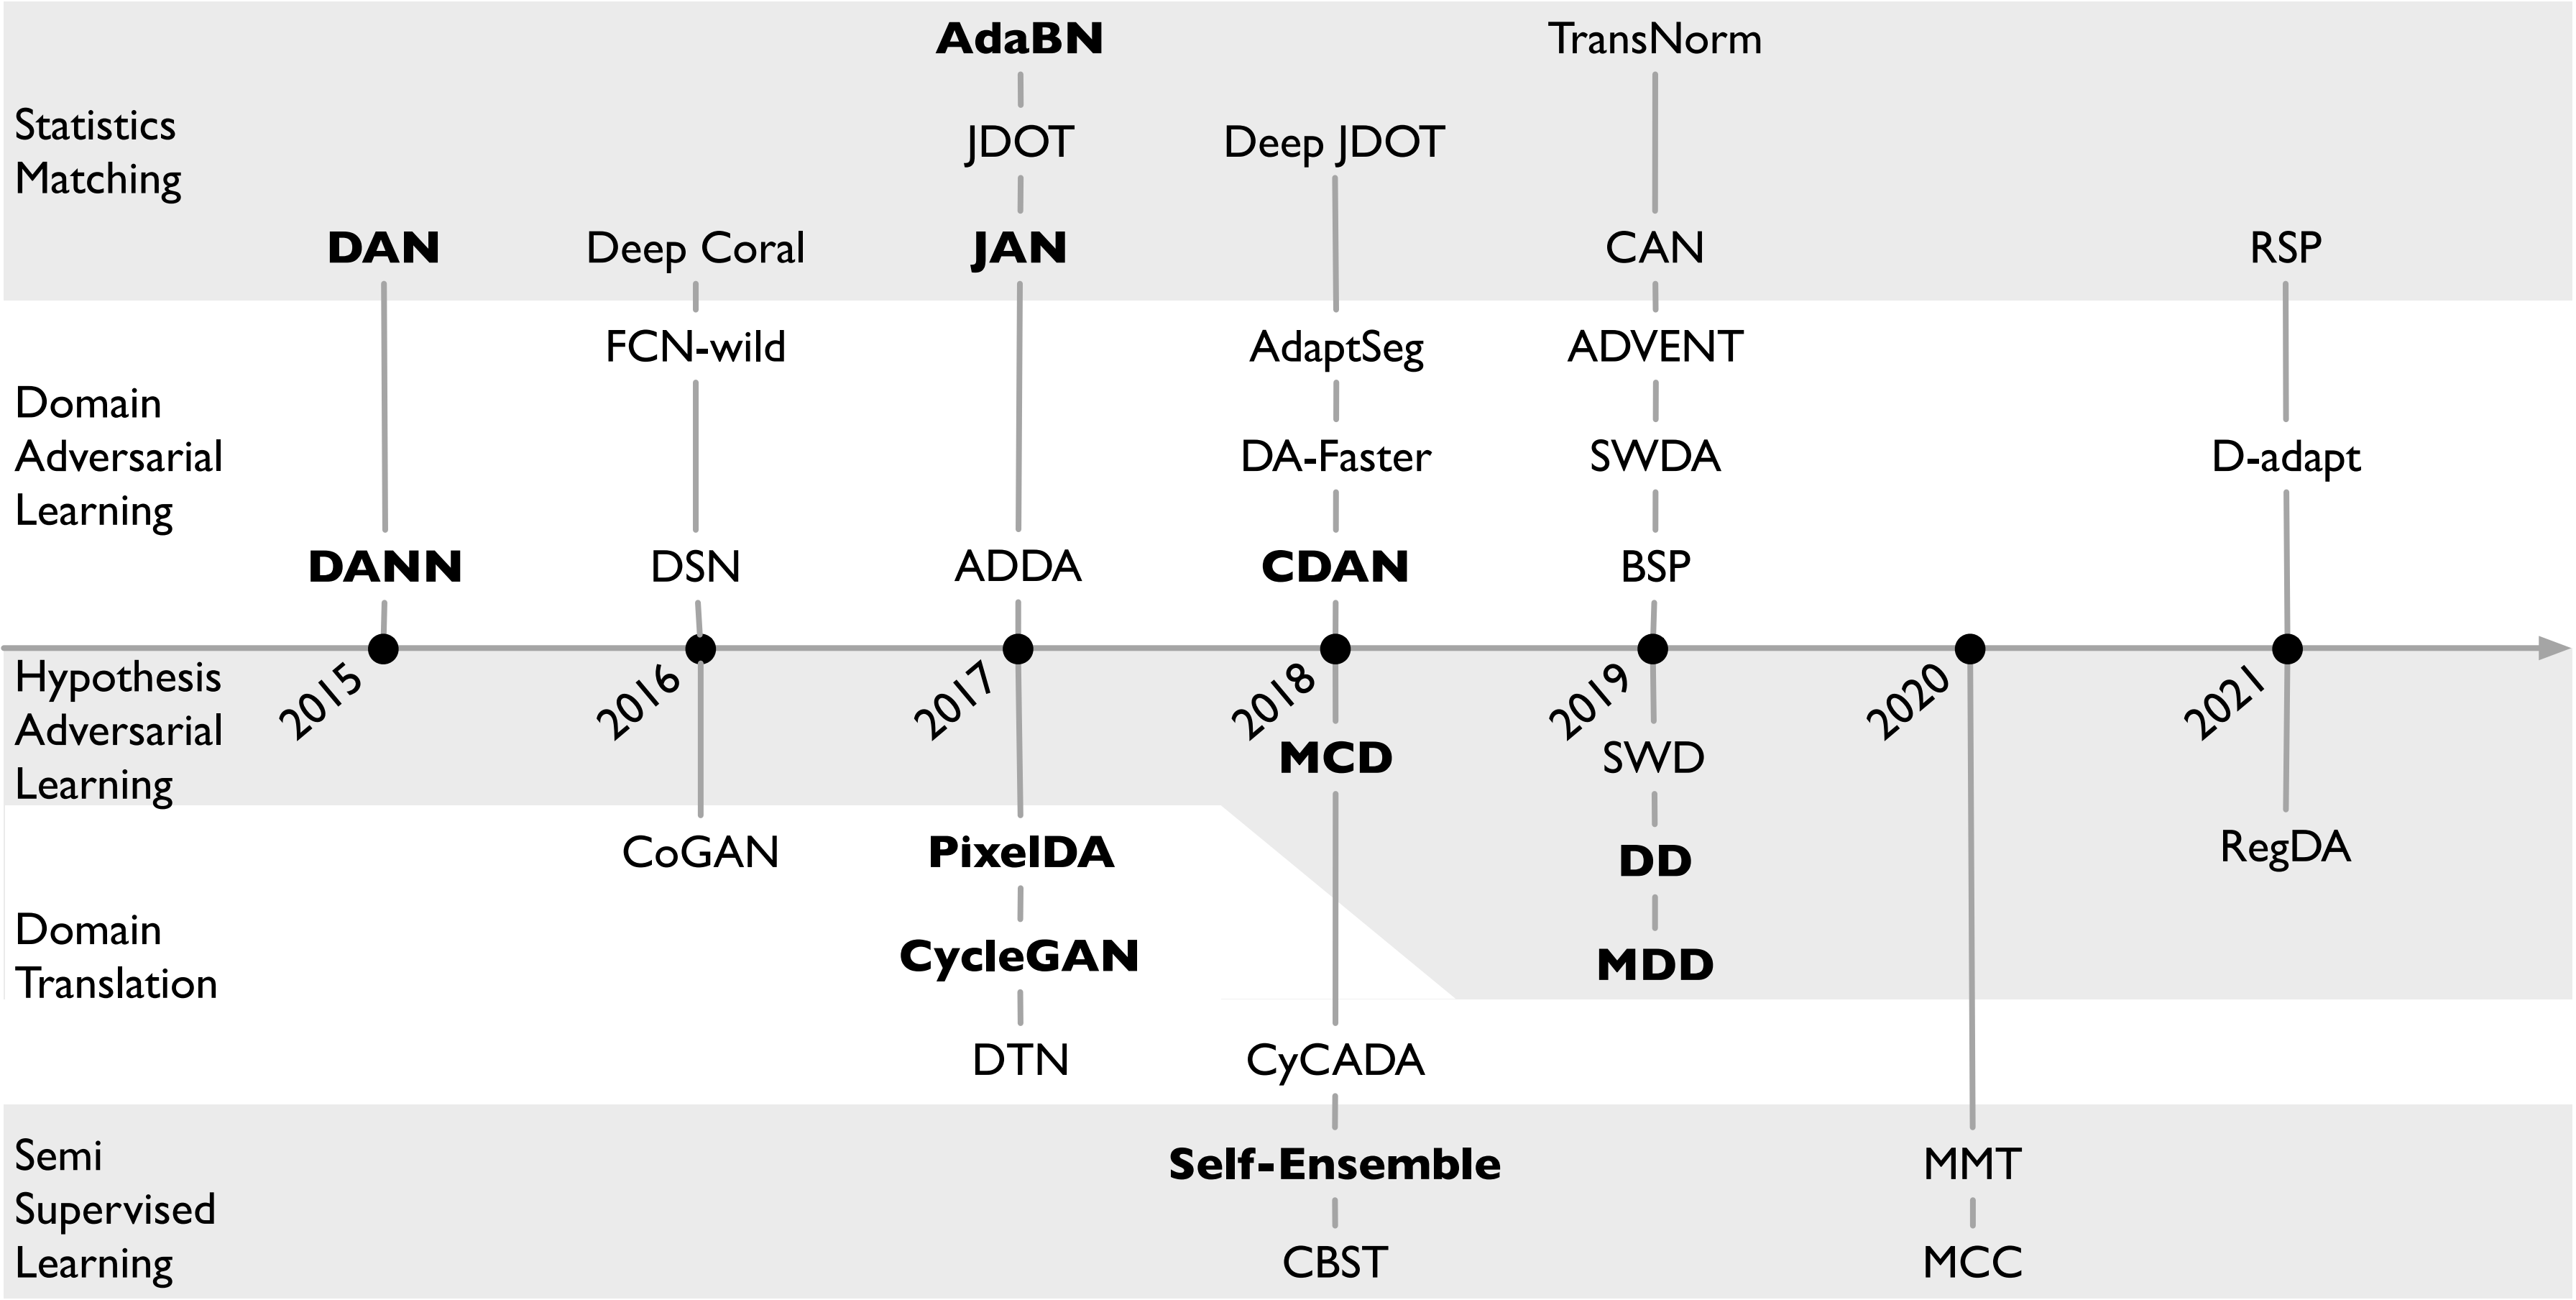 AdaBN
TransNorm
Statistics
Matching
JDOT
Deep JDOT
DAN
Deep Coral
JAN
CAN
RSP
FCN-wild
AdaptSeg
ADVENT
Domain
Adversarial
Learning
DA-Faster
SWDA
D-adapt
DANN
DSN
ADDA
CDAN
BSP
2015
2016
2017
2018
2019
2020
2021
Hypothesis
Adversarial
Learning
MCD
SWD
CoGAN
PixelDA
DD
RegDA
Domain
Translation
CycleGAN
MDD
DTN
CyCADA
Semi
Supervised
Learning
Self-Ensemble
MMT
CBST
MCC